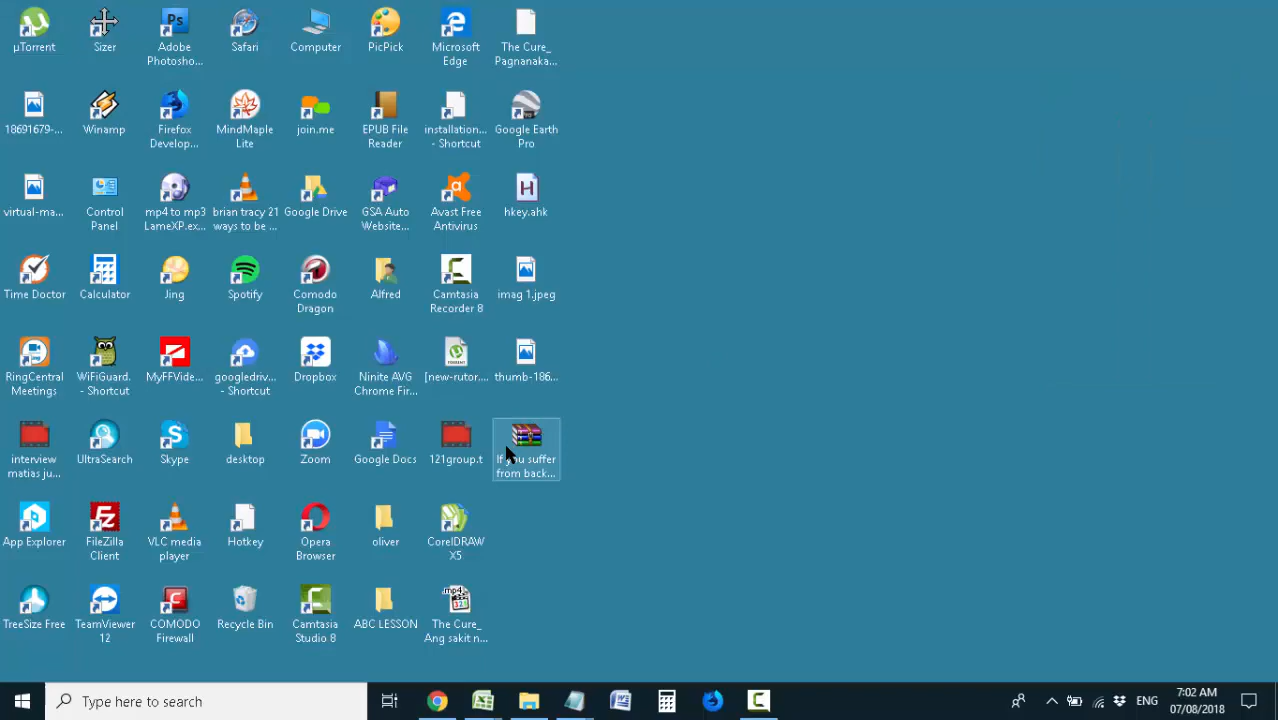 µTorrent
Sizer
Adobe
Photosho...
Safari
Computer
PicPick
Microsoft
Edge
The Cure_
Pagnanaka...
18691679-...
Winamp
Firefox
Develop...
MindMaple
Lite
join.me
EPUB File
Reader
installation...
- Shortcut
Google Earth
Pro
virtual-ma...
Control
Panel
mp4 to mp3
LameXP.ex...
brian tracy 21
ways to be ...
Google Drive
GSA Auto
Website...
Avast Free
Antivirus
hkey.ahk
Time Doctor
Calculator
Jing
Spotify
Comodo
Dragon
Alfred
Camtasia
Recorder 8
imag 1.jpeg
RingCentral
Meetings
WiFiGuard.
- Shortcut
MyFFVide...
googledriv...
- Shortcut
Dropbox
Ninite AVG
Chrome Fir...
[new-rutor....
thumb-186...
interview
matias ju...
UltraSearch
Skype
desktop
Zoom
Google Docs
121group.t
If you suffer
from back...
App Explorer
FileZilla
Client
VLC media
player
Hotkey
Opera
Browser
oliver
CorelDRAW
X5
TreeSize Free
TeamViewer
12
COMODO
Firewall
Recycle Bin
Camtasia
Studio 8
ABC LESSON
.mp4
321
The Cure_
Ang sakit n...
Type here to search
ENG
7:02 AM
07/08/2018